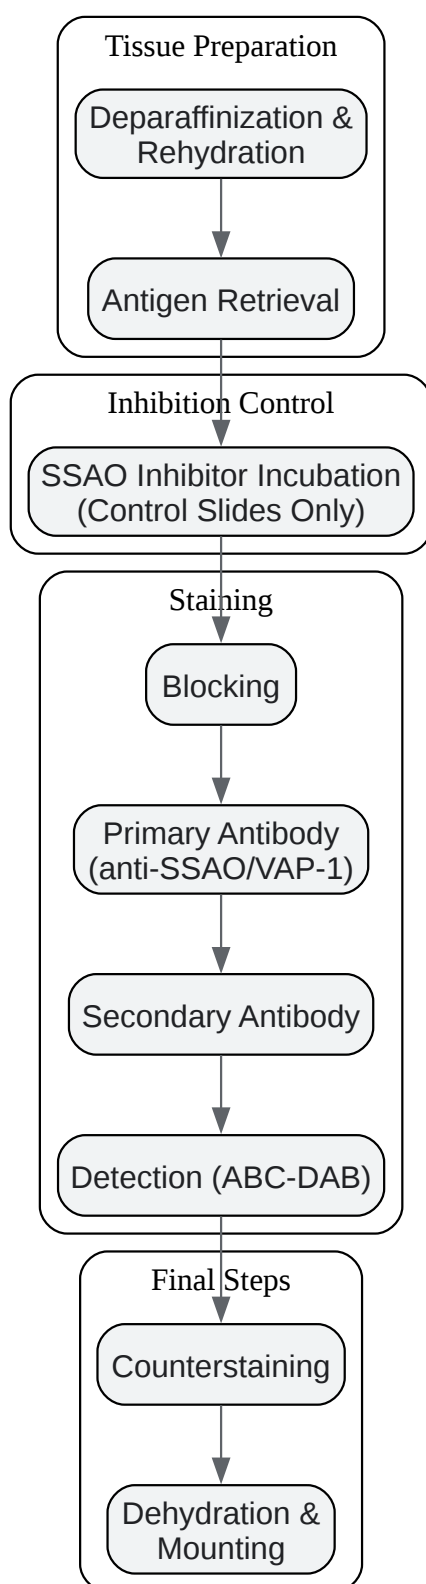 Tissue Preparation
Deparaffinization &
Rehydration
Antigen Retrieval
Inhibition Control
SSAO Inhibitor Incubation
(Control Slides Only)
Staining
Blocking
Primary Antibody
(anti-SSAO/VAP-1)
Secondary Antibody
Detection (ABC-DAB)
Final Steps
Counterstaining
Dehydration &
Mounting